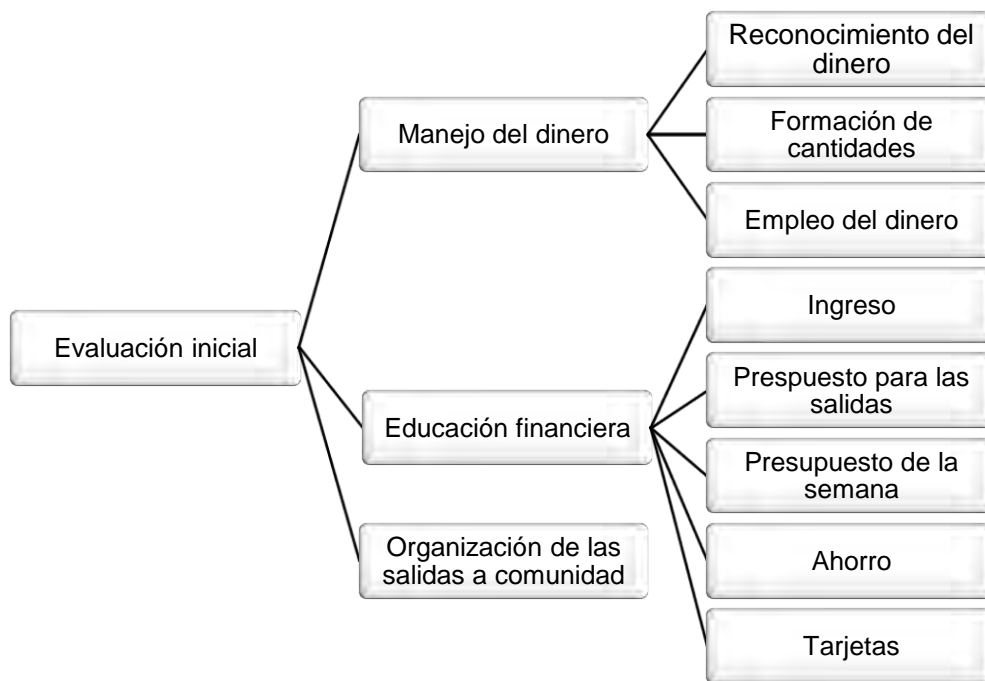 Evaluación inicial
Manejo del dinero
Reconocimiento del
dinero
Formación de
cantidades
Empleo del dinero
Educación financiera
Ingreso
Prespuesto para las
salidas
Presupuesto de la
semana
Ahorro
Tarjetas
Organización de las
salidas a comunidad